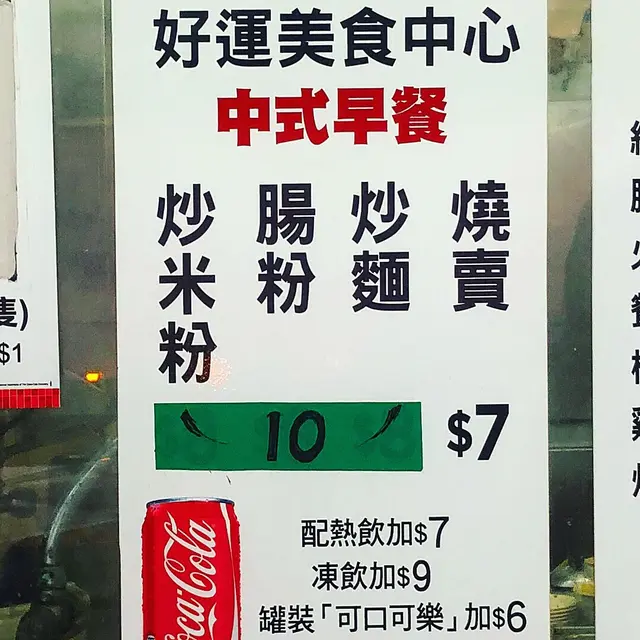 好運美食中心
中式早餐
燒賣
炒麵
腸粉
炒米粉
10
$7
配熱飲加$7
凍飲加$9
罐裝「可口可樂」加$6
Coca-Cola
隻)
$1